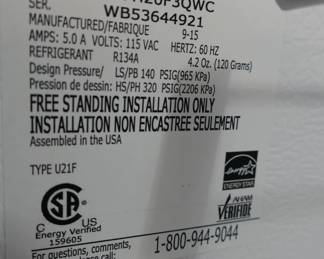 SER. WB53644921
MANUFACTURED/FABRIQUE 9-15
AMPS: 5.0 A VOLTS: 115 VAC HERTZ: 60 HZ
REFRIGERANT R134A 4.2 Oz. (120 Grams)
Design Pressure/ LS/PB 140 PSIG(965 KPa)
Pression de dessin: HS/PH 320 PSIG(2206 KPa)
FREE STANDING INSTALLATION ONLY
INSTALLATION NON ENCASTREE SEULEMENT
Assembled in the USA
TYPE U21F
ENERGY STAR
C US
Energy Verified
159605
AHAM
VERIFIDE
For questions, comments,
please call: 1-800-944-9044